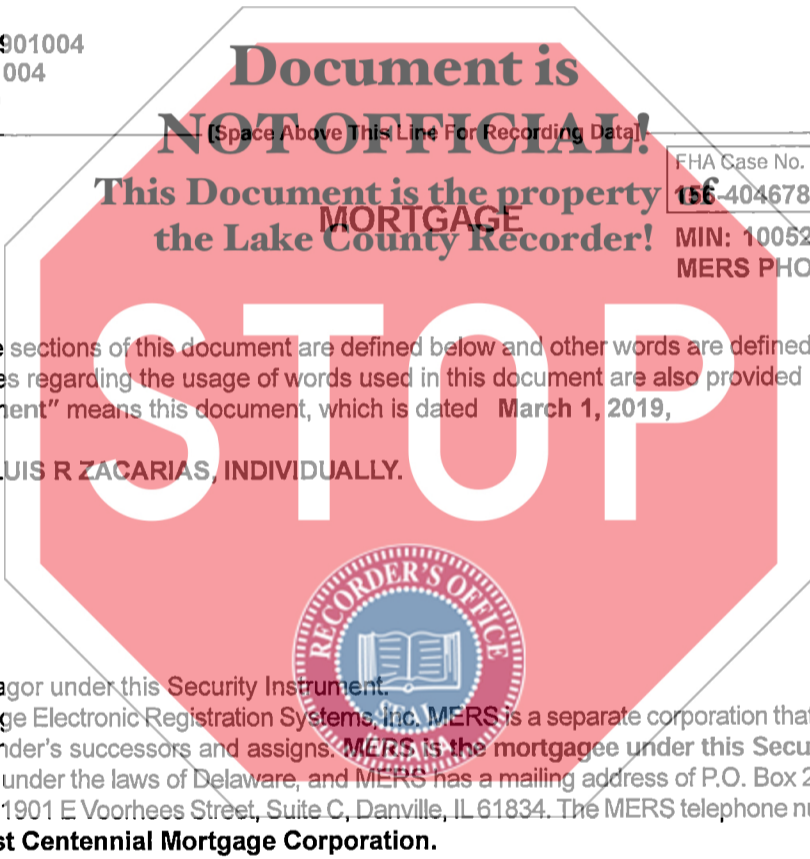 901004
004
Document is
NOT OFFICIAL!
[Space Above This Line For Recording Data]
FHA Case No.
This Document is the property of
156-404678
MORTGAGE
the Lake County Recorder!
MIN: 10052
MERS PHO
STOP
e sections of this document are defined below and other words are defined
es regarding the usage of words used in this document are also provided
ment” means this document, which is dated March 1, 2019,
LUIS R ZACARIAS, INDIVIDUALLY.
RECORDER'S OFFICE
SEAL
agor under this Security Instrument.
ge Electronic Registration Systems, Inc. MERS is a separate corporation that
nder's successors and assigns. MERS is the mortgagee under this Secu
under the laws of Delaware, and MERS has a mailing address of P.O. Box 2
1901 E Voorhees Street, Suite C, Danville, IL 61834. The MERS telephone nu
st Centennial Mortgage Corporation.